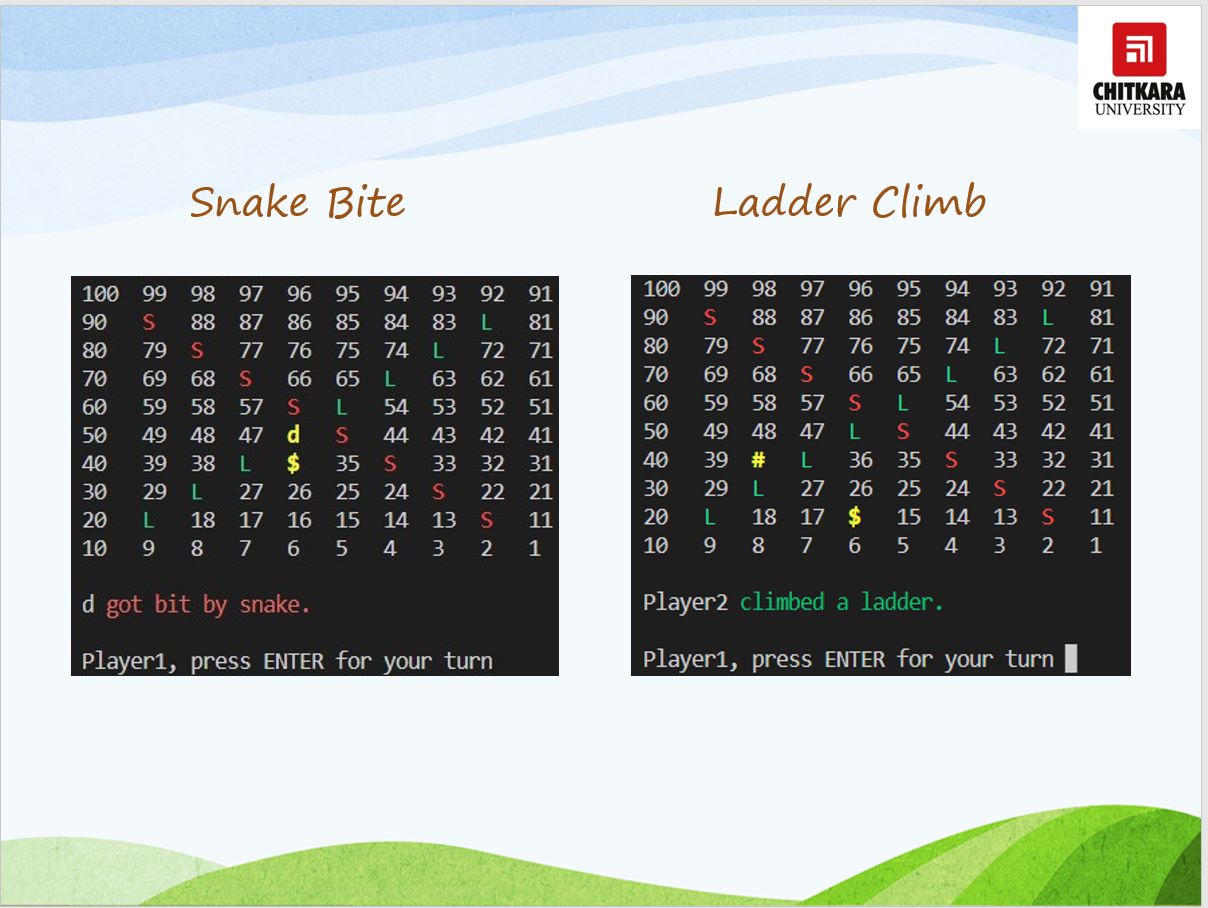 CHITKARA
UNIVERSITY
Snake Bite
100 99 98 97 96 95 94 93 92 91
90 S 88 87 86 85 84 83 L 81
80 79 S 77 76 75 74 L 72 71
70 69 68 S 66 65 L 63 62 61
60 59 58 57 S L 54 53 52 51
50 49 48 47 d S 44 43 42 41
40 39 38 L $ 35 S 33 32 31
30 29 L 27 26 25 24 S 22 21
20 L 18 17 16 15 14 13 S 11
10 9 8 7 6 5 4 3 2 1
d got bit by snake.
Player1, press ENTER for your turn
Ladder Climb
100 99 98 97 96 95 94 93 92 91
90 S 88 87 86 85 84 83 L 81
80 79 S 77 76 75 74 L 72 71
70 69 68 S 66 65 L 63 62 61
60 59 58 57 S L 54 53 52 51
50 49 48 47 L S 44 43 42 41
40 39 # L 36 35 S 33 32 31
30 29 L 27 26 25 24 S 22 21
20 L 18 17 $ 15 14 13 S 11
10 9 8 7 6 5 4 3 2 1
Player2 climbed a ladder.
Player1, press ENTER for your turn